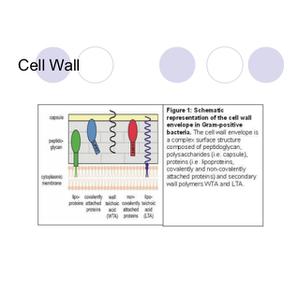 Cell Wall
capsule
peptido-
glycan
cytoplasmic
membrane
lipo-
proteins
covalently
attached
proteins
wall
teichoic
acid
(WTA)
non-
covalently
attached
proteins
lipo-
teichoic
acid
(LTA)
Figure 1: Schematic
representation of the cell wall
envelope in Gram-positive
bacteria. The cell wall envelope is
a complex surface structure
composed of peptidoglycan,
polysaccharides (i.e. capsule),
proteins (i.e. lipoproteins,
covalently and non-covalently
attached proteins) and secondary
wall polymers WTA and LTA.